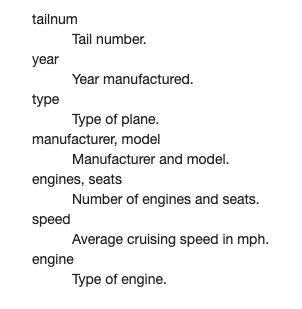 tailnum
Tail number.
year
Year manufactured.
type
Type of plane.
manufacturer, model
Manufacturer and model.
engines, seats
Number of engines and seats.
speed
Average cruising speed in mph.
engine
Type of engine.